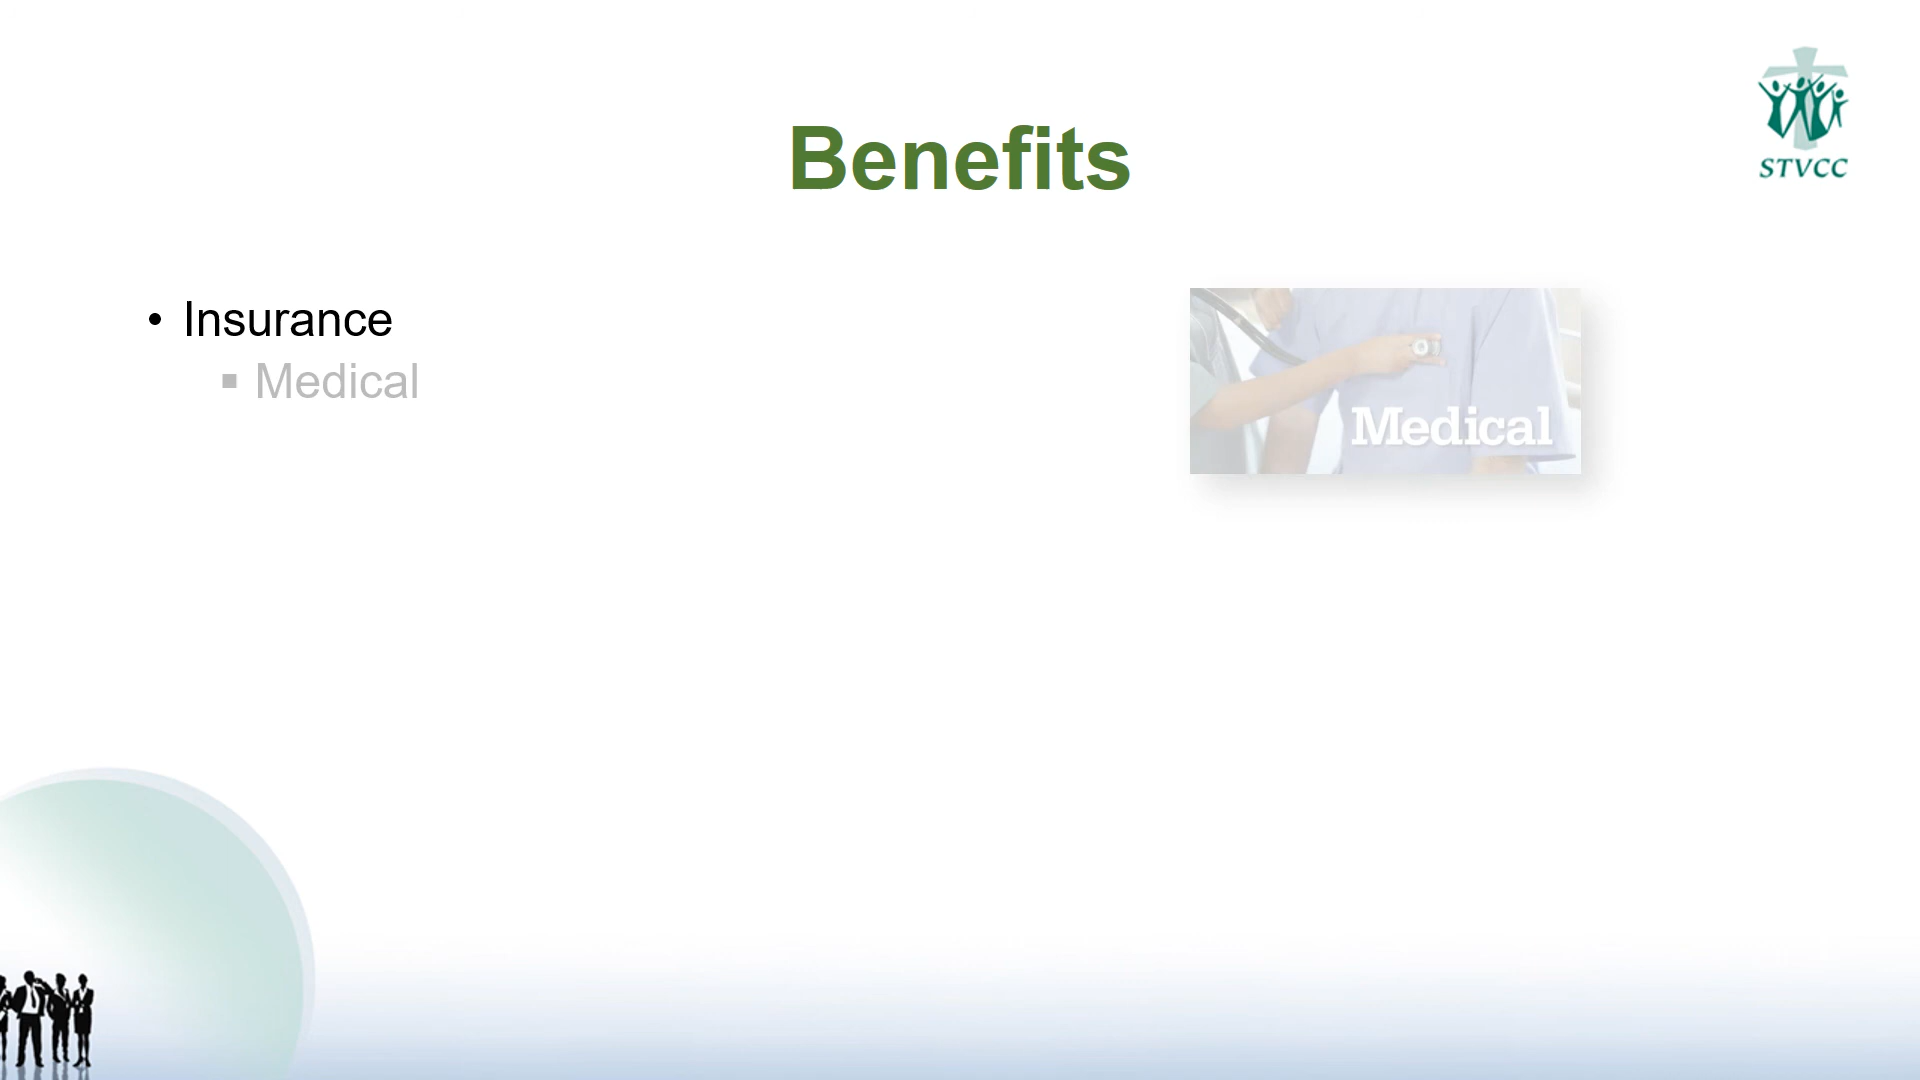 STVCC
Benefits
• Insurance
▪ Medical
Medical